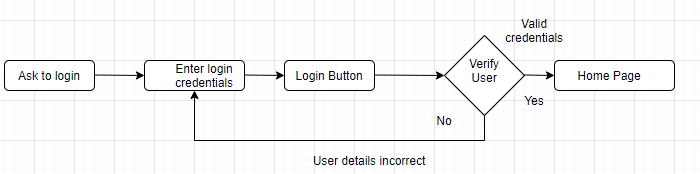 Valid
credentials
Ask to login
Enter login
credentials
Login Button
Verify
User
Home Page
Yes
No
User details incorrect